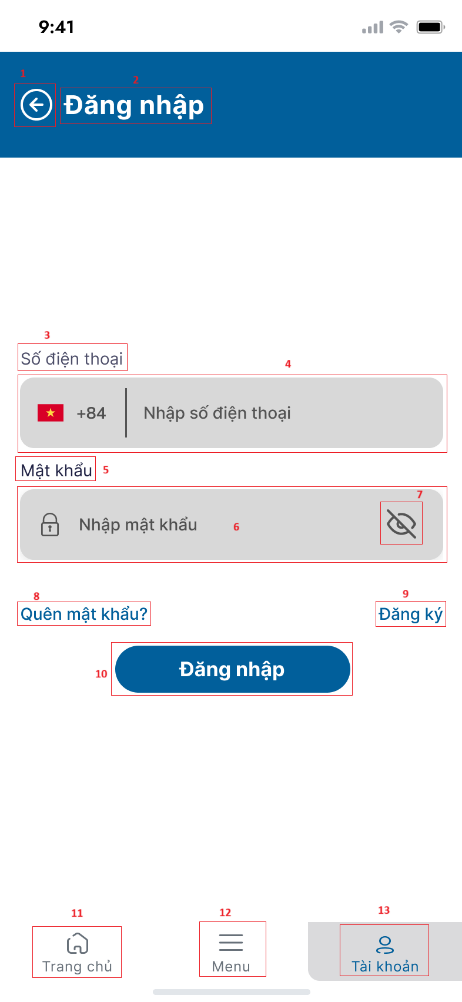 9:41
1
2
Đăng nhập
3
Số điện thoại
4
+84 Nhập số điện thoại
Mật khẩu 5
7
Nhập mật khẩu 6
8
9
Quên mật khẩu?
Đăng ký
10 Đăng nhập
11
12
13
Trang chủ
Menu
Tài khoản